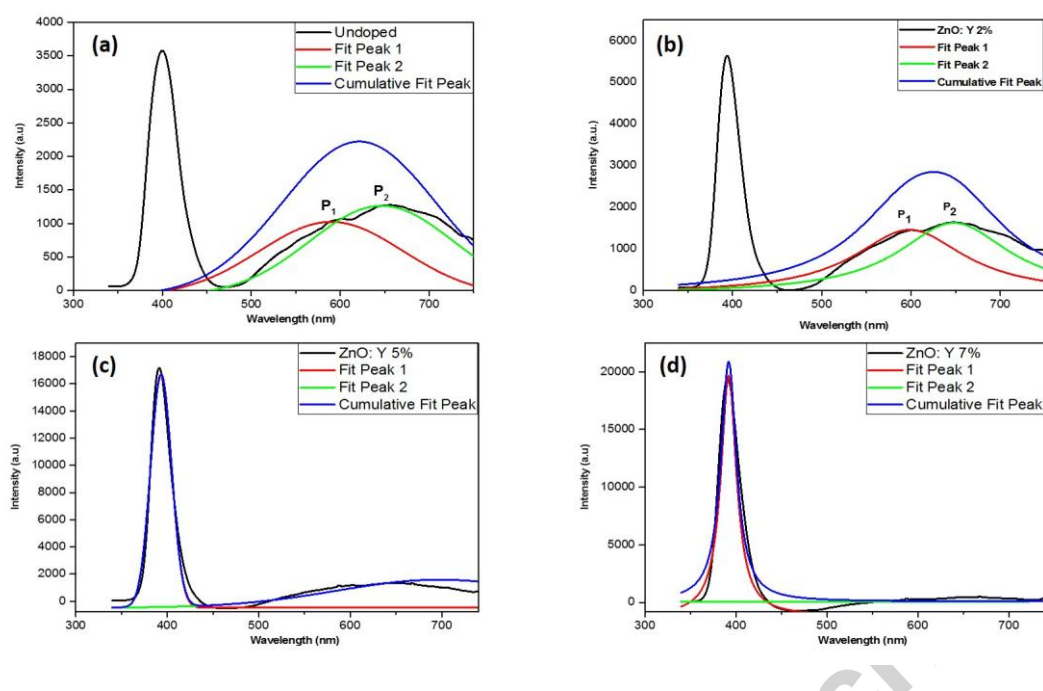 (a)
Undoped
Fit Peak 1
Fit Peak 2
Cumulative Fit Peak
4000
3500
3000
2500
2000
1500
1000
500
0
Intensity (a.u)
P1
P2
300 400 500 600 700
Wavelength (nm)
(b)
ZnO: Y 2%
Fit Peak 1
Fit Peak 2
Cumulative Fit Peak
6000
5000
4000
3000
2000
1000
0
Intensity (a.u.)
P1
P2
300 400 500 600 700
Wavelength (nm)
(c)
ZnO: Y 5%
Fit Peak 1
Fit Peak 2
Cumulative Fit Peak
18000
16000
14000
12000
10000
8000
6000
4000
2000
0
Intensity (a.u)
300 400 500 600 700
Wavelength (nm)
(d)
ZnO: Y 7%
Fit Peak 1
Fit Peak 2
Cumulative Fit Peak
20000
15000
10000
5000
0
Intensity (a.u)
300 400 500 600 700
Wavelength (nm)